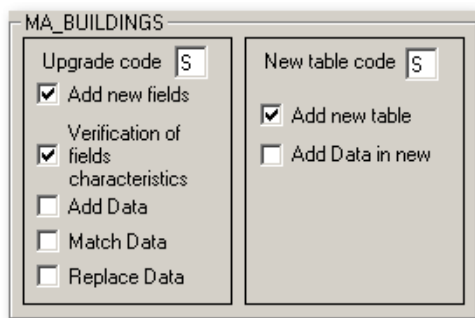 MA_BUILDINGS
Upgrade code S
Add new fields
Verification of
fields
characteristics
Add Data
Match Data
Replace Data
New table code S
Add new table
Add Data in new